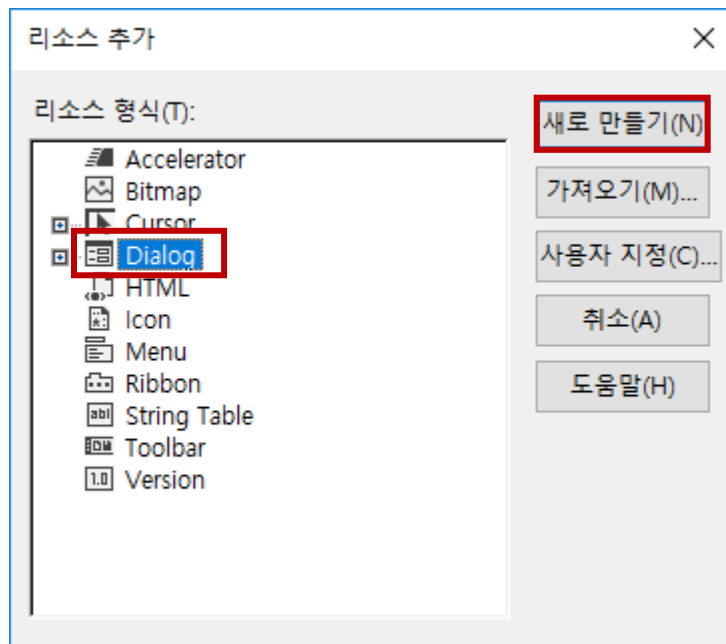 리소스 추가
리소스 형식(T):
Accelerator
Bitmap
Cursor
Dialog
HTML
Icon
Menu
Ribbon
String Table
Toolbar
Version
새로 만들기(N)
가져오기(M)...
사용자 지정(C)...
취소(A)
도움말(H)